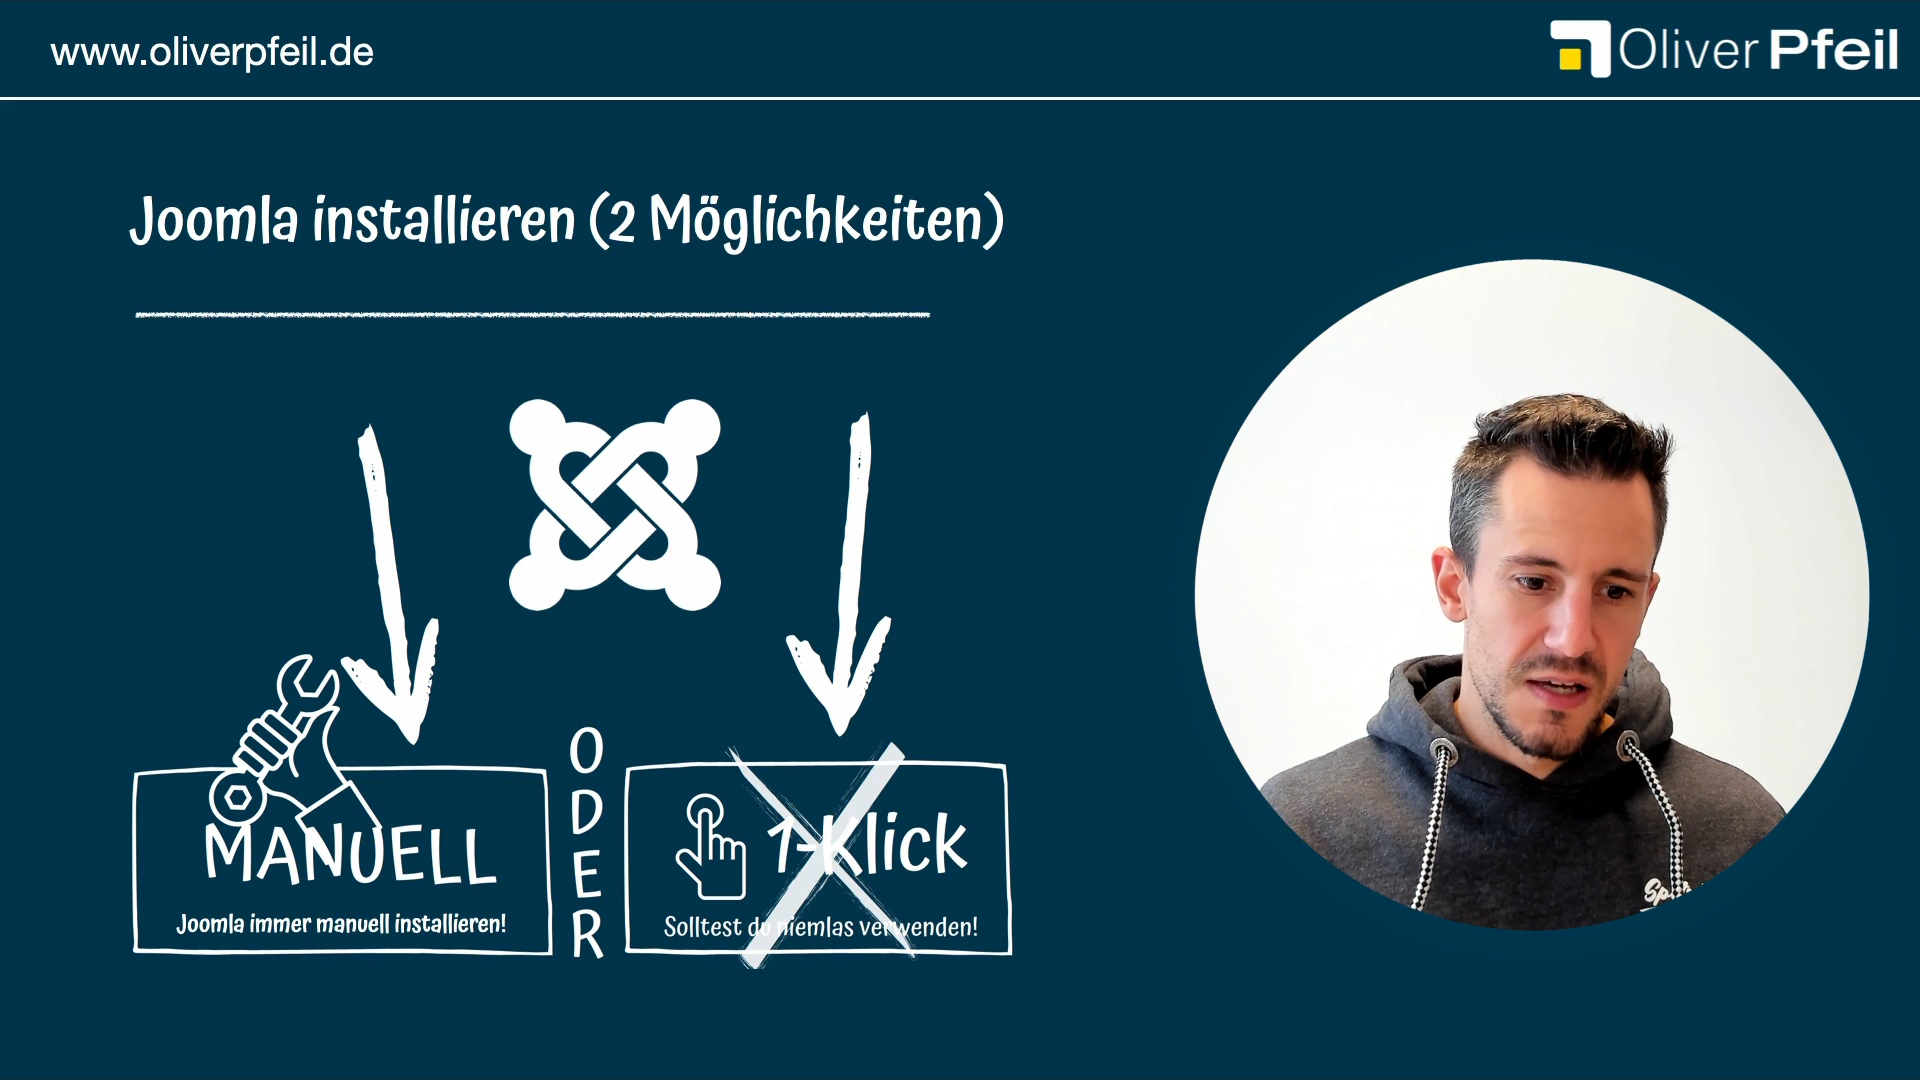 www.oliverpfeil.de
Oliver Pfeil
Joomla installieren (2 Möglichkeiten)
MANUELL
Joomla immer manuell installieren!
ODER
1-Klick
Solltest du niemlas verwenden!